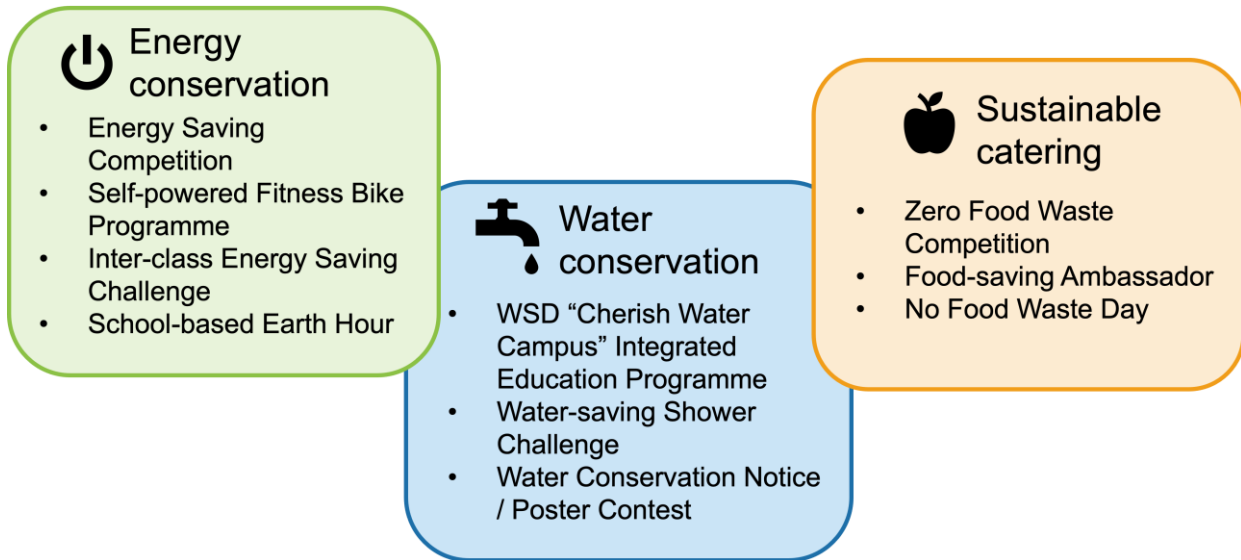 Energy
conservation
• Energy Saving
Competition
• Self-powered Fitness Bike
Programme
• Inter-class Energy Saving
Challenge
• School-based Earth Hour
Water
conservation
• WSD “Cherish Water
Campus” Integrated
Education Programme
• Water-saving Shower
Challenge
• Water Conservation Notice
/ Poster Contest
Sustainable
catering
• Zero Food Waste
Competition
• Food-saving Ambassador
• No Food Waste Day